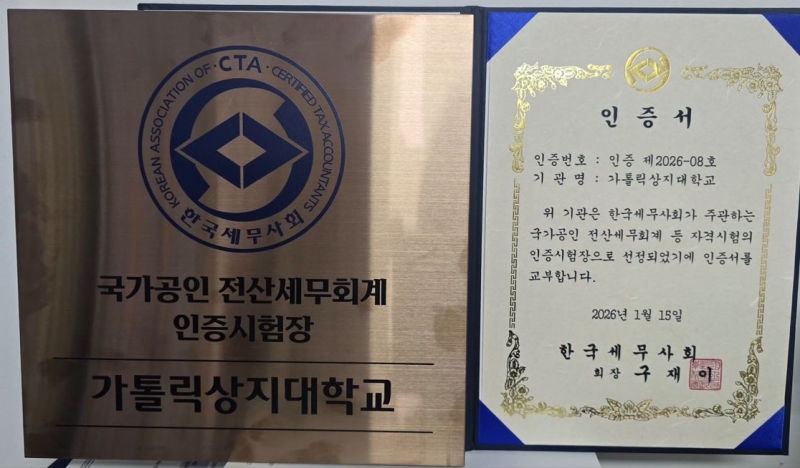 KOREAN ASSOCIATION OF · CTA · CERTIFIED TAX ACCOUNTANTS
한국세무사회
국가공인 전산세무회계
인증시험장
가톨릭상지대학교
인증서
인증번호 : 인증 제2026-08호
기 관 명 : 가톨릭상지대학교
위 기관은 한국세무사회가 주관하는
국가공인 전산세무회계 등 자격시험의
인증시험장으로 선정되었기에 인증서를
교부합니다.
2026년 1월 15일
한국세무사회
회장 구재이